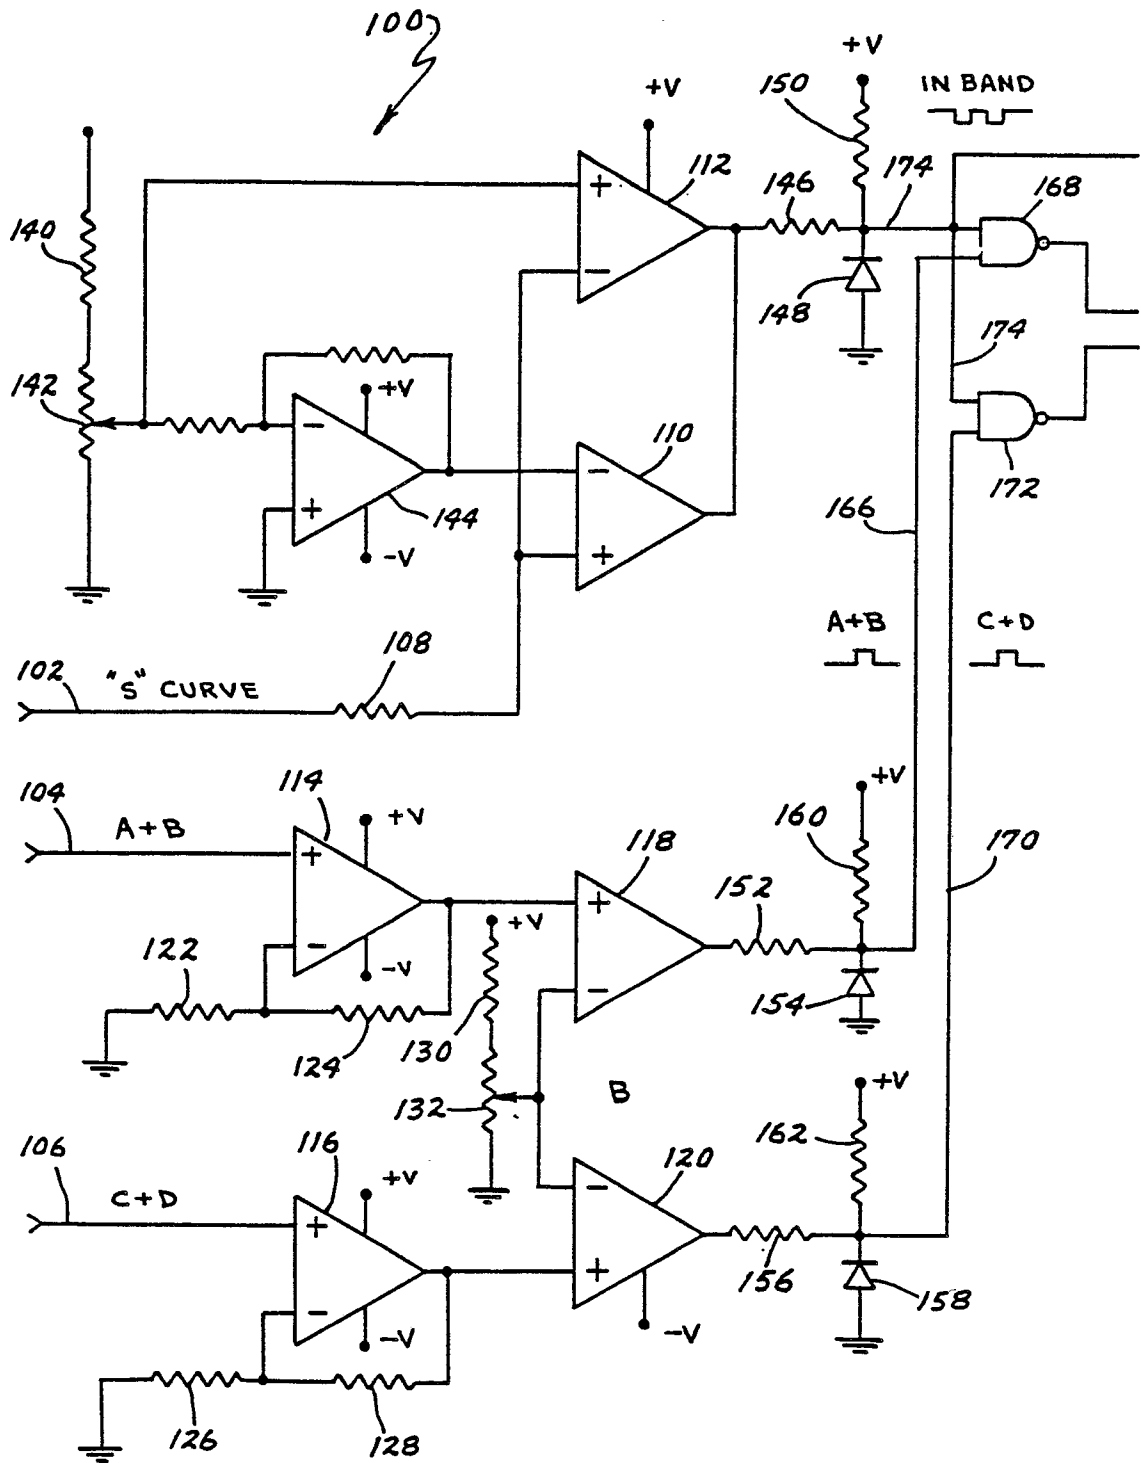 100
+V
+V
150
IN BAND
112
146
174
168
140
148
174
142
+V
110
172
144
-V
166
A+B
C+D
108
102
"S" CURVE
114
+V
104
A+B
+V
160
118
170
152
+V
122
-V
154
124
130
132
B
+V
162
116
120
106
+V
C+D
156
158
-V
-V
126
128
+
−
−
+
−
+
+
−
+
−
−
+
+
−